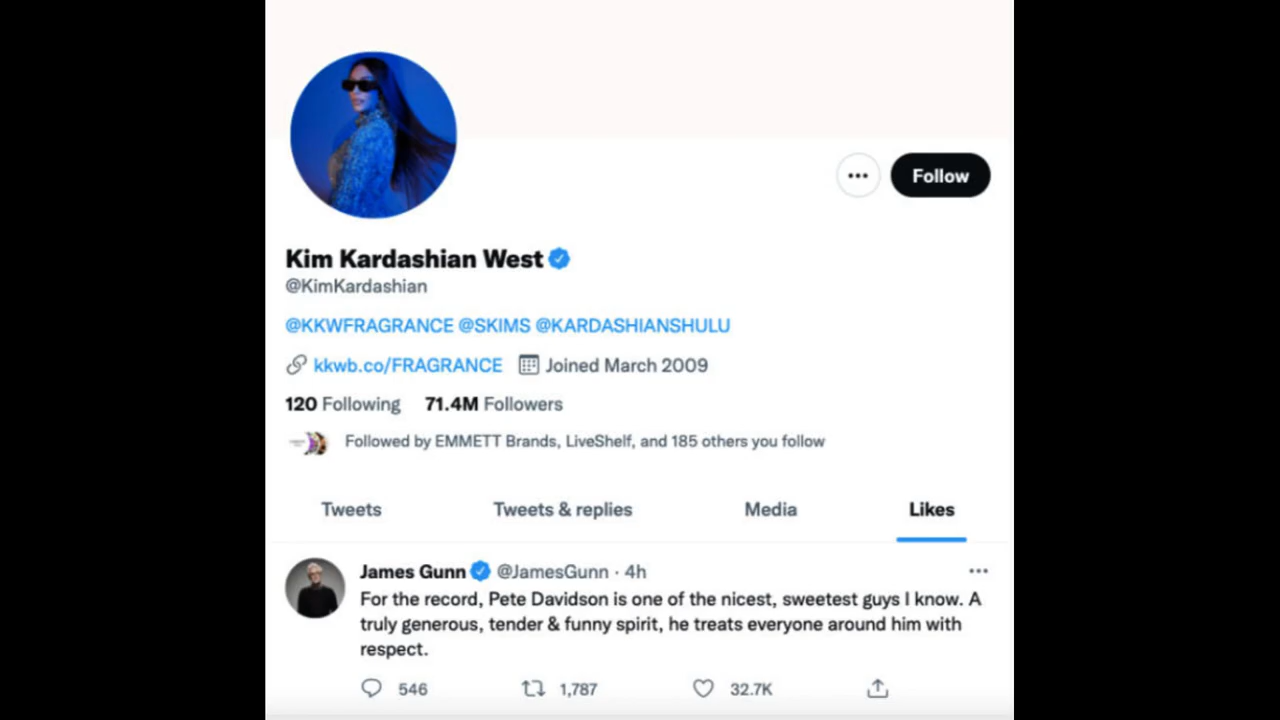 Follow
Kim Kardashian West
@KimKardashian
@KKWFRAGRANCE @SKIMS @KARDASHIANSHULU
kkwb.co/FRAGRANCE Joined March 2009
120 Following 71.4M Followers
Followed by EMMETT Brands, LiveShelf, and 185 others you follow
Tweets Tweets & replies Media Likes
James Gunn @JamesGunn · 4h
For the record, Pete Davidson is one of the nicest, sweetest guys I know. A
truly generous, tender & funny spirit, he treats everyone around him with
respect.
546 1,787 32.7K